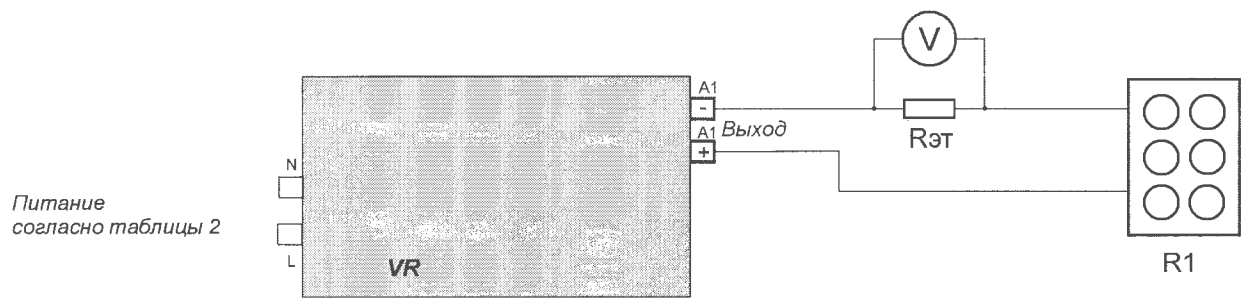 V
A1
-
Rэт
A1 Выход
+
N
Питание
согласно таблицы 2
L
VR
R1